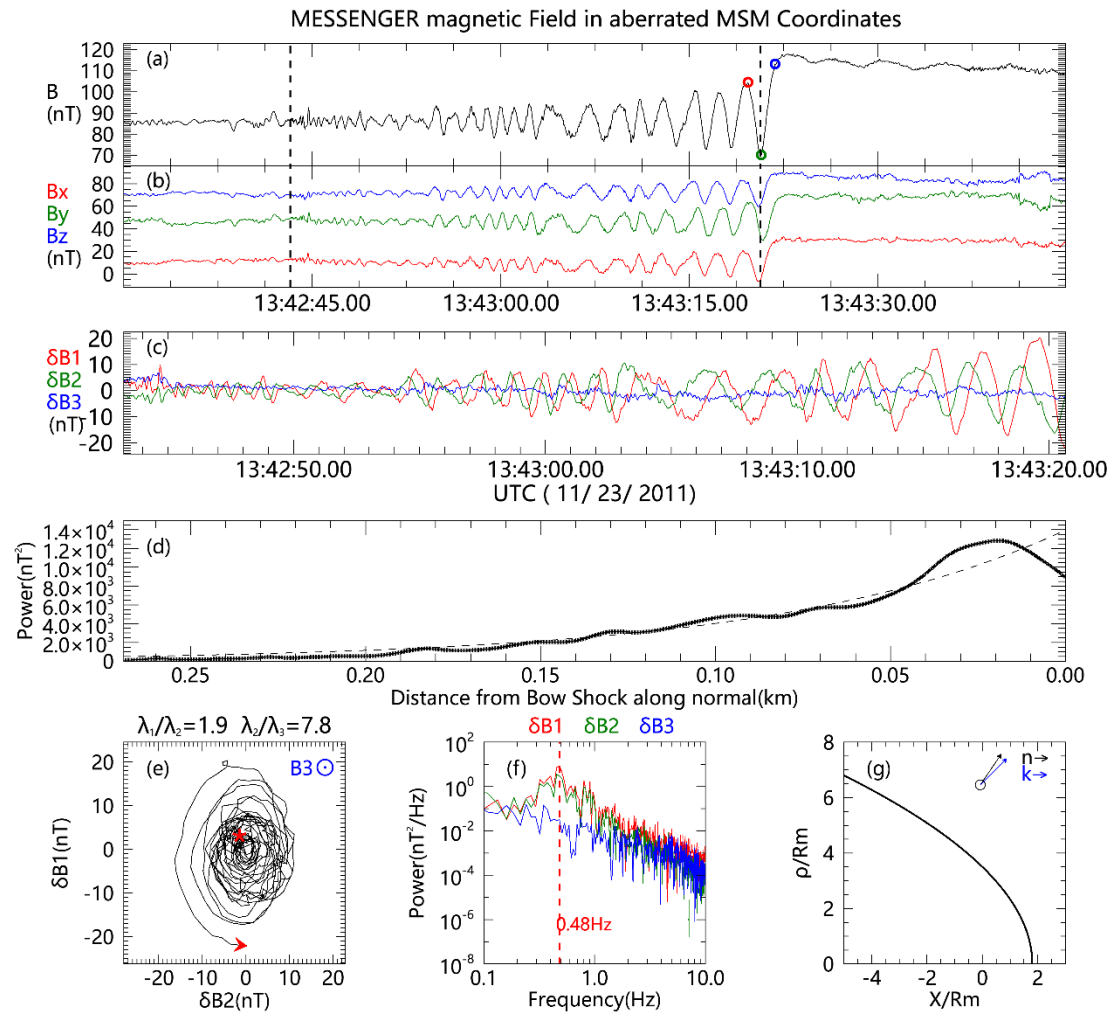 MESSENGER magnetic Field in aberrated MSM Coordinates
(a)
B
(nT)
120
110
100
90
80
70
(b)
Bx
By
Bz
(nT)
80
60
40
20
0
13:42:45.00 13:43:00.00 13:43:15.00 13:43:30.00
(c)
δB1
δB2
δB3
(nT)
20
10
0
-10
-20
13:42:50.00 13:43:00.00 13:43:10.00 13:43:20.00
UTC ( 11/ 23/ 2011)
(d)
Power(nT²)
1.4×10⁴
1.2×10⁴
1.0×10⁴
8.0×10³
6.0×10³
4.0×10³
2.0×10³
0
0.25 0.20 0.15 0.10 0.05 0.00
Distance from Bow Shock along normal(km)
λ₁/λ₂=1.9 λ₂/λ₃=7.8
(e)
B3
δB1(nT)
20
10
0
-10
-20
-20 -10 0 10 20
δB2(nT)
δB1 δB2 δB3
(f)
Power(nT²/Hz)
10²
10⁰
10⁻²
10⁻⁴
10⁻⁶
10⁻⁸
0.48Hz
0.1 1.0 10.0
Frequency(Hz)
(g)
n→
k→
ρ/Rm
8
6
4
2
0
-4 -2 0 2
X/Rm